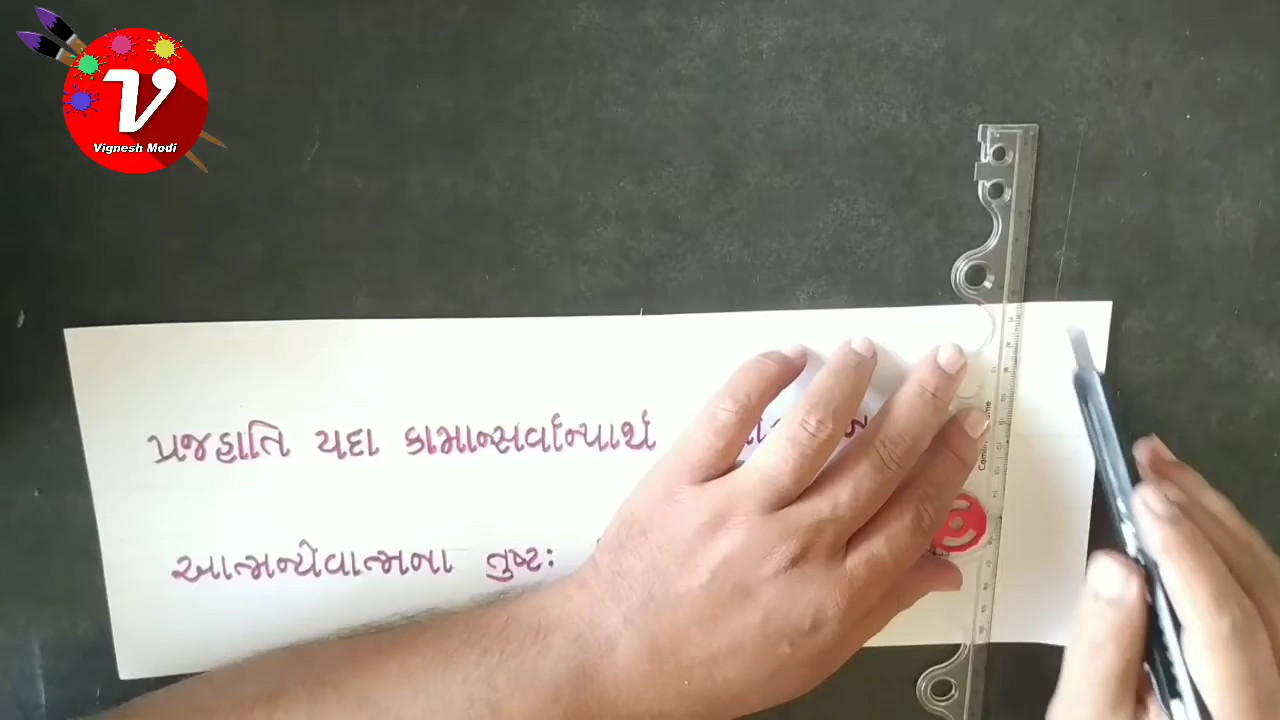 V
Vignesh Modi
પ્રજહાતિ યદા કામાન્સર્વાન્પાર્થ
આત્મન્યેવાત્મના તુષ્ટઃ